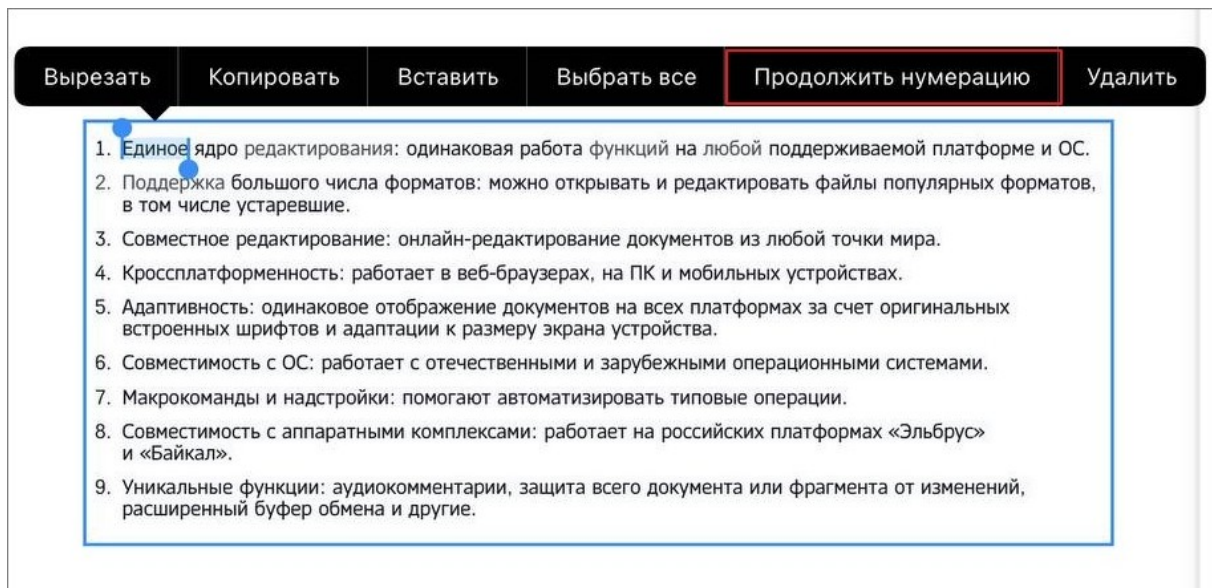 Вырезать Копировать Вставить Выбрать все Продолжить нумерацию Удалить
1. Единое ядро редактирования: одинаковая работа функций на любой поддерживаемой платформе и ОС.
2. Поддержка большого числа форматов: можно открывать и редактировать файлы популярных форматов,
в том числе устаревшие.
3. Совместное редактирование: онлайн-редактирование документов из любой точки мира.
4. Кроссплатформенность: работает в веб-браузерах, на ПК и мобильных устройствах.
5. Адаптивность: одинаковое отображение документов на всех платформах за счет оригинальных
встроенных шрифтов и адаптации к размеру экрана устройства.
6. Совместимость с ОС: работает с отечественными и зарубежными операционными системами.
7. Макрокоманды и надстройки: помогают автоматизировать типовые операции.
8. Совместимость с аппаратными комплексами: работает на российских платформах «Эльбрус»
и «Байкал».
9. Уникальные функции: аудиокомментарии, защита всего документа или фрагмента от изменений,
расширенный буфер обмена и другие.